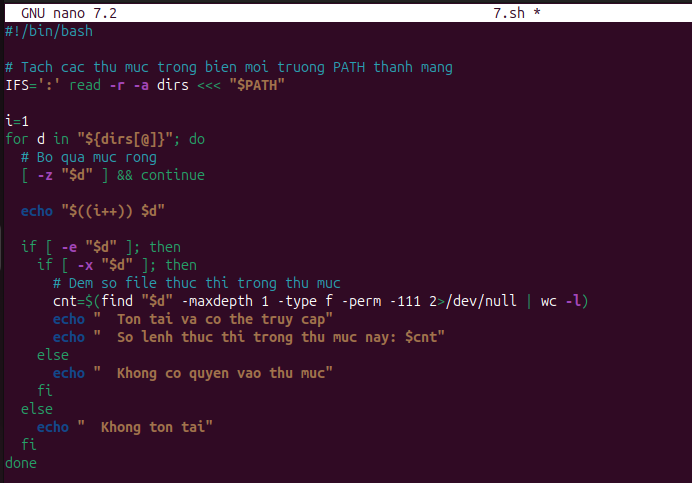 GNU nano 7.2 7.sh *
#!/bin/bash
# Tach cac thu muc trong bien moi truong PATH thanh mang
IFS=':' read -r -a dirs <<< "$PATH"
i=1
for d in "${dirs[@]}"; do
  # Bo qua muc rong
  [ -z "$d" ] && continue
  echo "$((i++)) $d"
  if [ -e "$d" ]; then
    if [ -x "$d" ]; then
      # Dem so file thuc thi trong thu muc
      cnt=$(find "$d" -maxdepth 1 -type f -perm -111 2>/dev/null | wc -l)
      echo "  Ton tai va co the truy cap"
      echo "  So lenh thuc thi trong thu muc nay: $cnt"
    else
      echo "  Khong co quyen vao thu muc"
    fi
  else
    echo "  Khong ton tai"
  fi
done